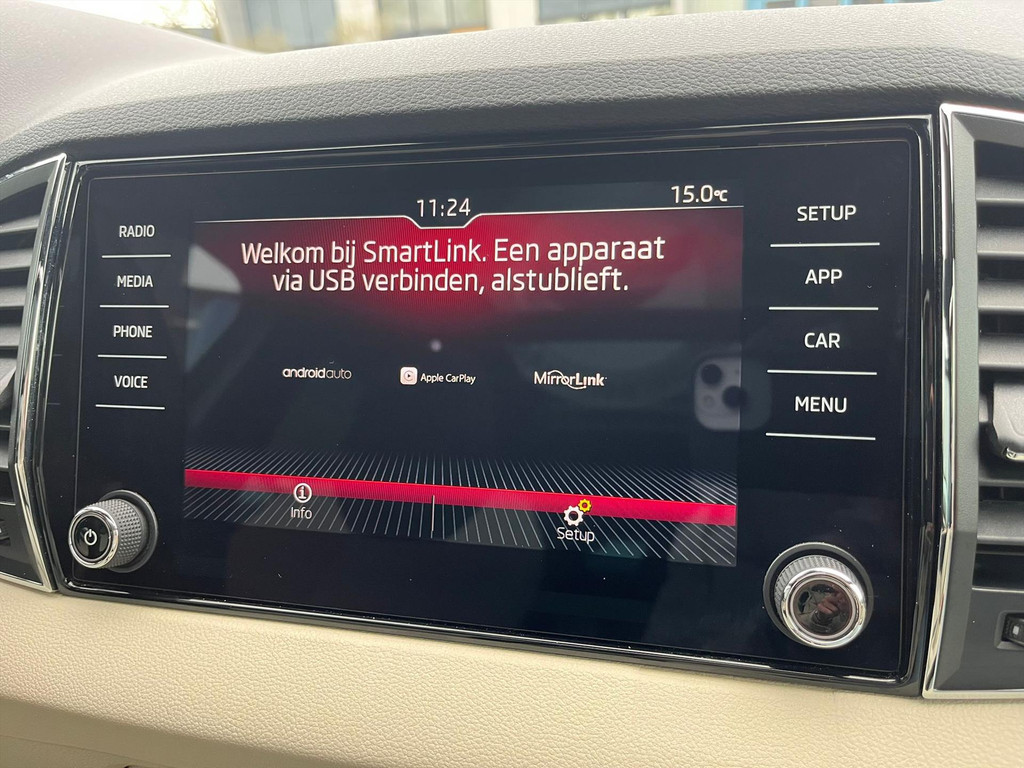 11:24
15.0°C
RADIO
MEDIA
PHONE
VOICE
Welkom bij SmartLink. Een apparaat
via USB verbinden, alstublieft.
androidauto
Apple CarPlay
MirrorLink
Info
Setup
SETUP
APP
CAR
MENU